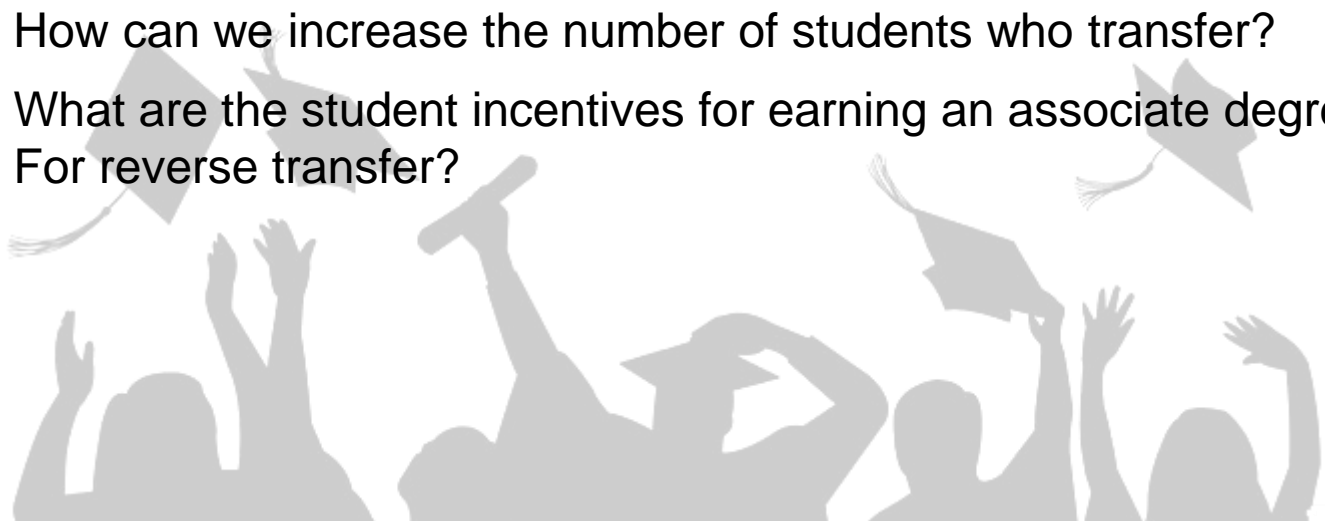 How can we increase the number of students who transfer?
What are the student incentives for earning an associate
For reverse transfer?